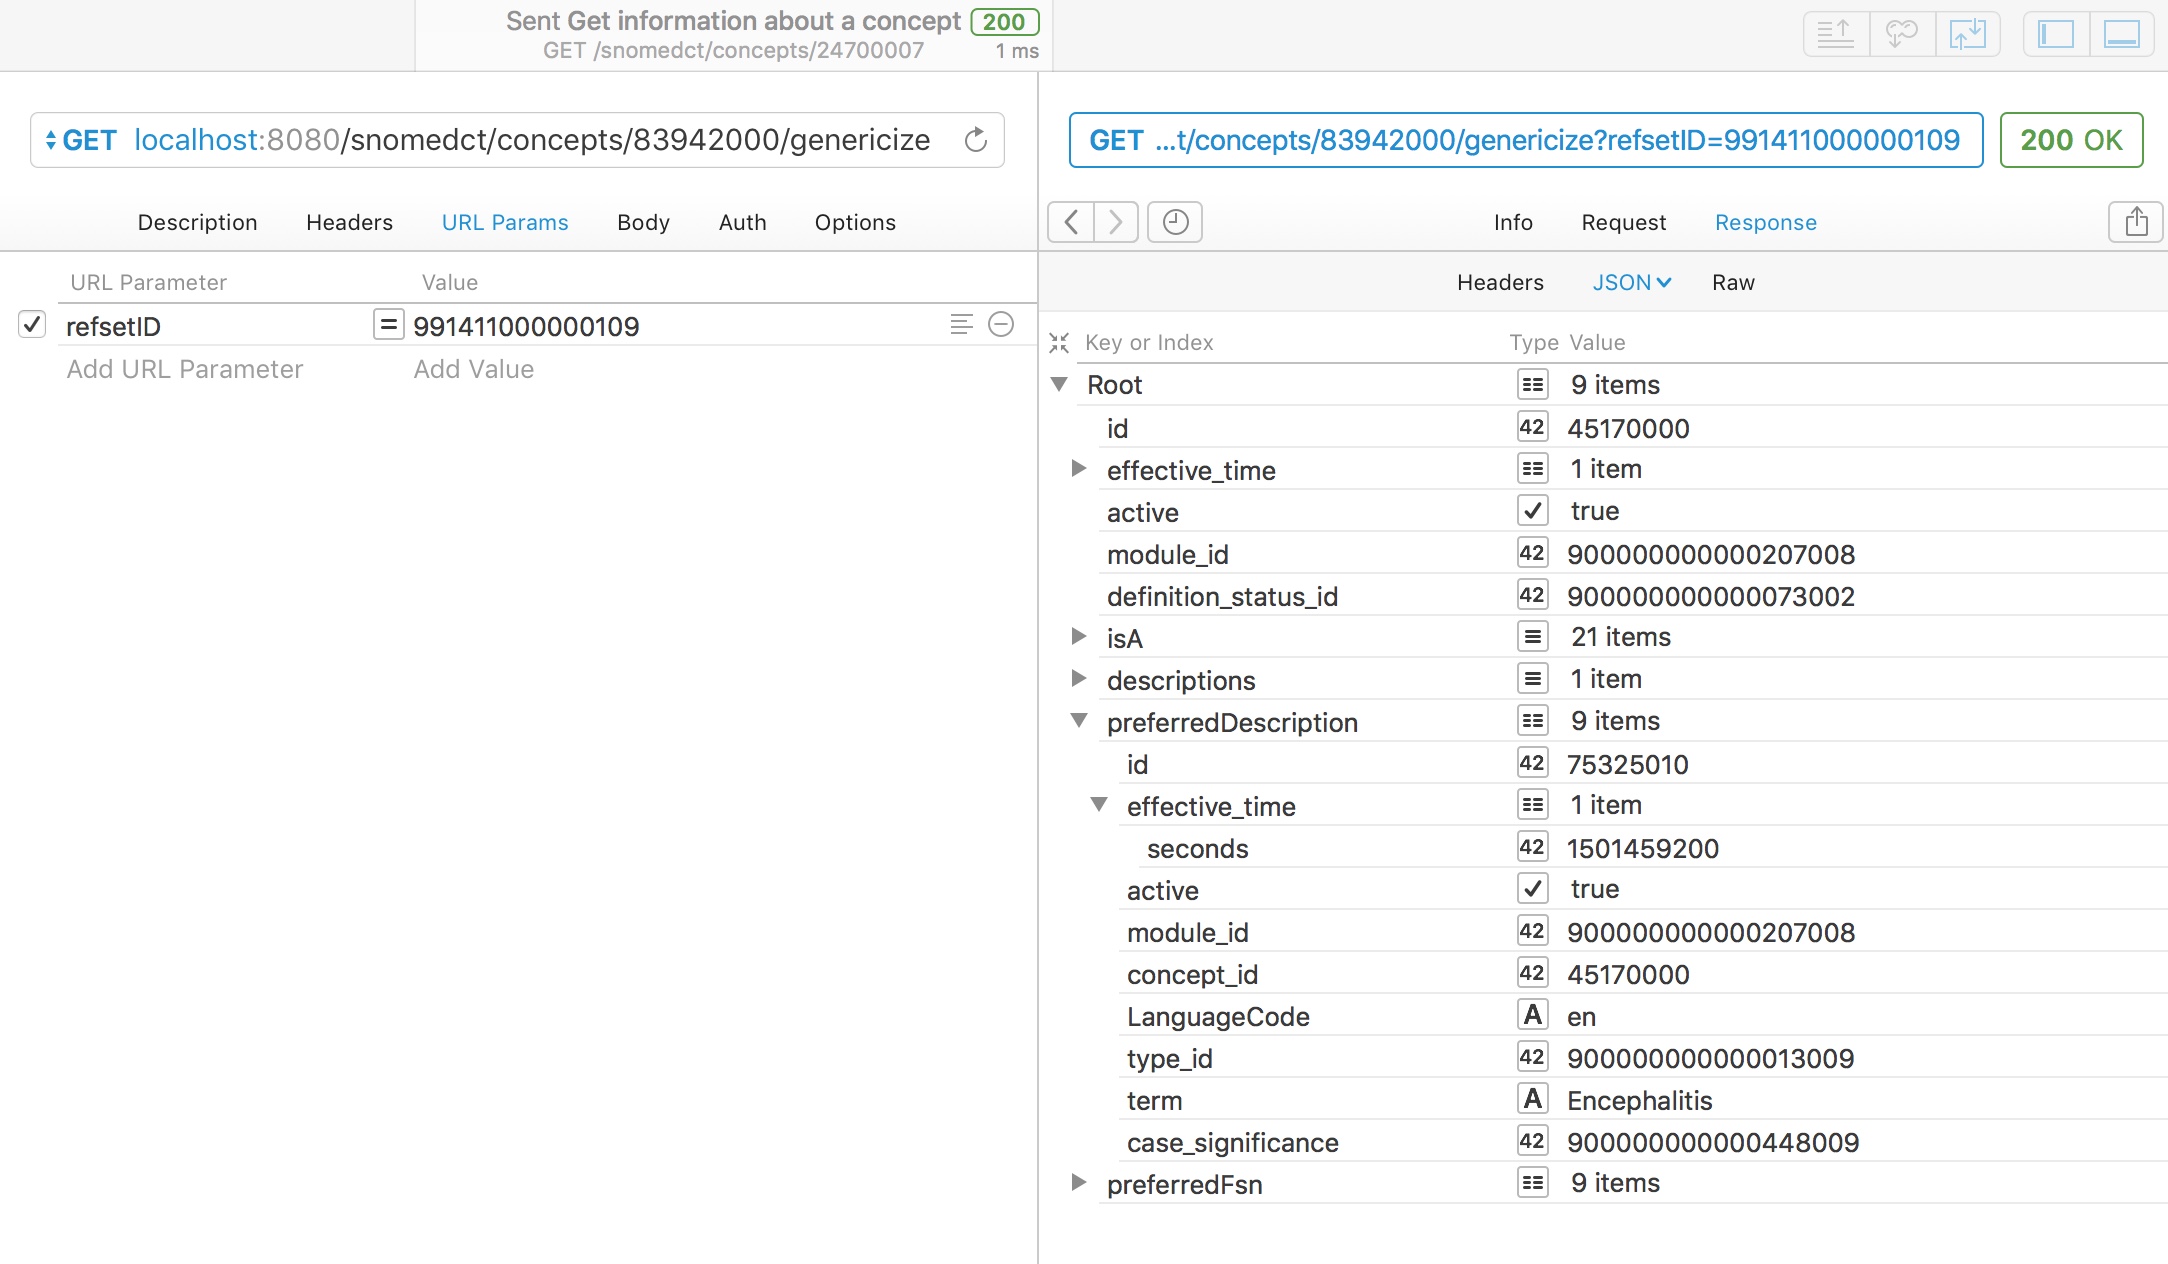 Sent Get information about a concept 200
GET /snomedct/concepts/24700007 1 ms
GET localhost:8080/snomedct/concepts/83942000/genericize
Description Headers URL Params Body Auth Options
URL Parameter Value
refsetID = 991411000000109
Add URL Parameter Add Value
GET ...t/concepts/83942000/genericize?refsetID=991411000000109 200 OK
Info Request Response
Headers JSON Raw
Key or Index Type Value
Root 9 items
id 42 45170000
effective_time 1 item
active true
module_id 42 900000000000207008
definition_status_id 42 900000000000073002
isA 21 items
descriptions 1 item
preferredDescription 9 items
id 42 75325010
effective_time 1 item
seconds 42 1501459200
active true
module_id 42 900000000000207008
concept_id 42 45170000
LanguageCode A en
type_id 42 900000000000013009
term A Encephalitis
case_significance 42 900000000000448009
preferredFsn 9 items